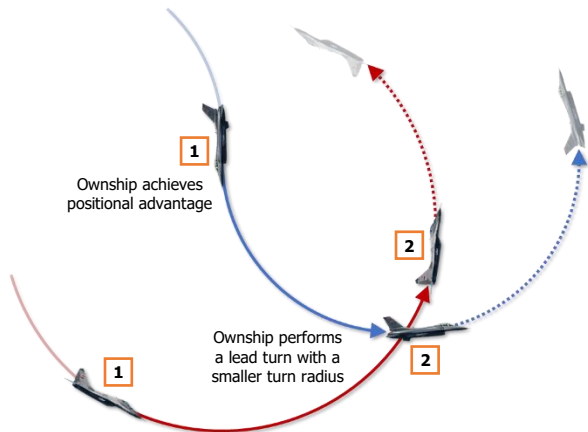 1
Ownship achieves
positional advantage
2
Ownship performs
a lead turn with a
smaller turn radius
2
1